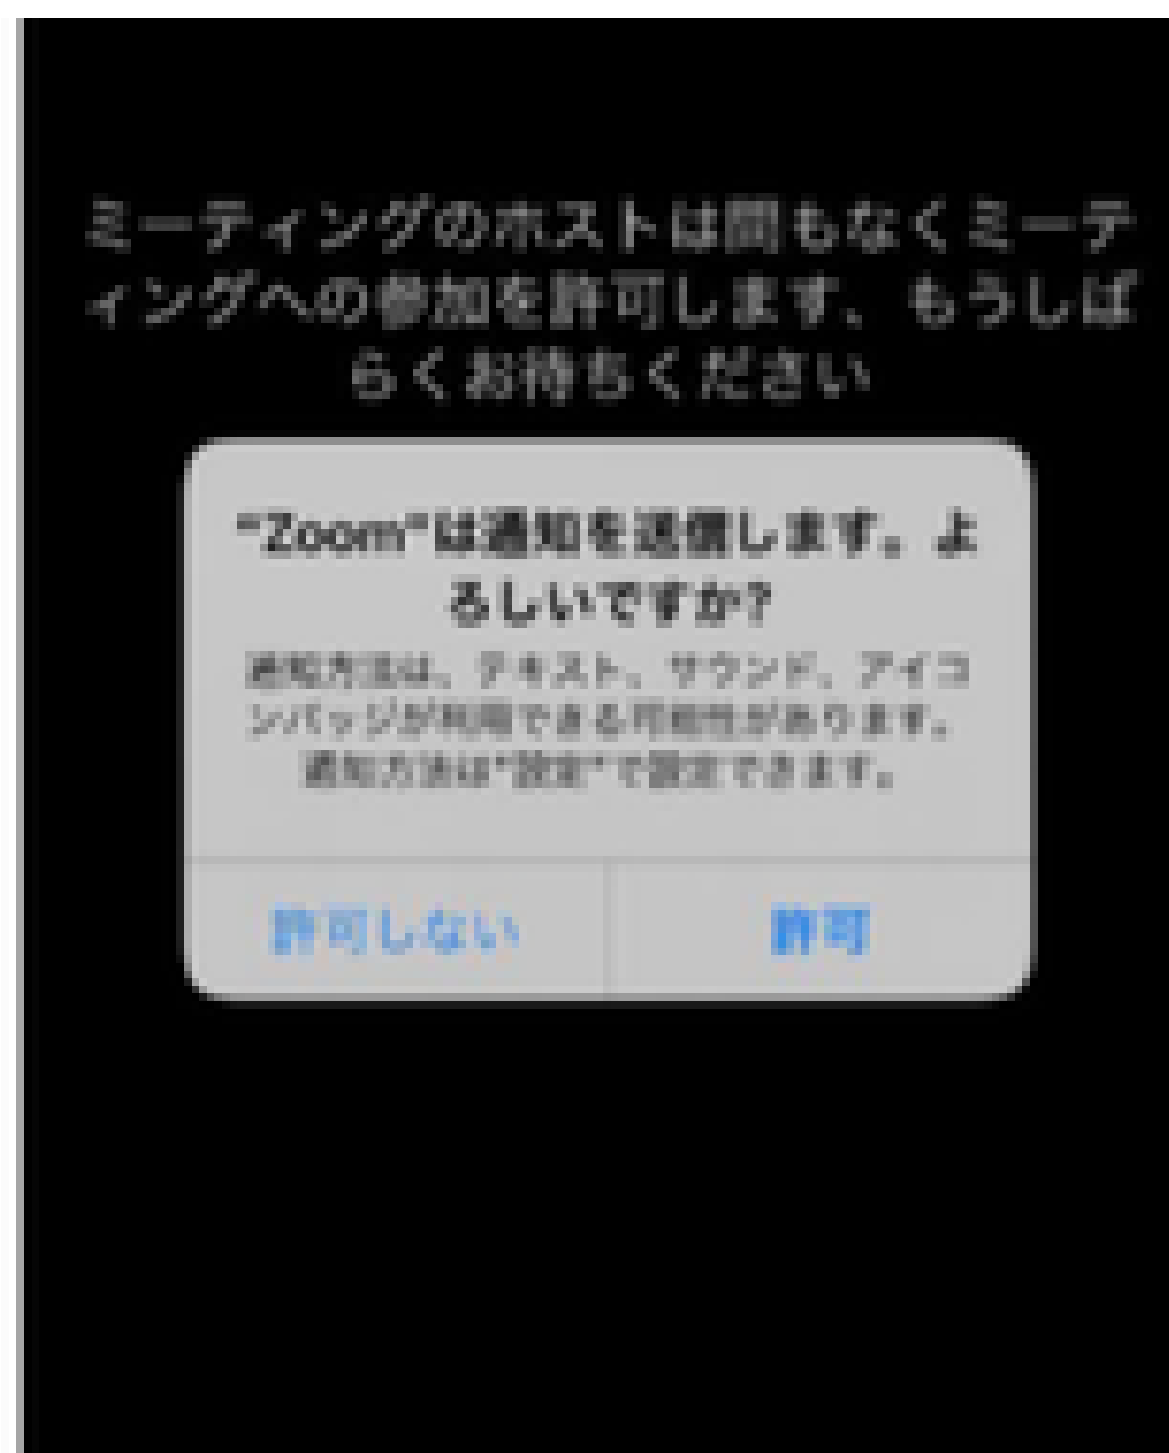 ミーティングのホストは間もなくミーテ
ィングへの参加を許可します、もうしば
らくお待ちください
"Zoom"は通知を送信します。よ
ろしいですか?
通知方法は、テキスト、サウンド、アイコ
ンバッジが利用できる可能性があります。
通知方法は"設定"で設定できます。
許可しない
許可